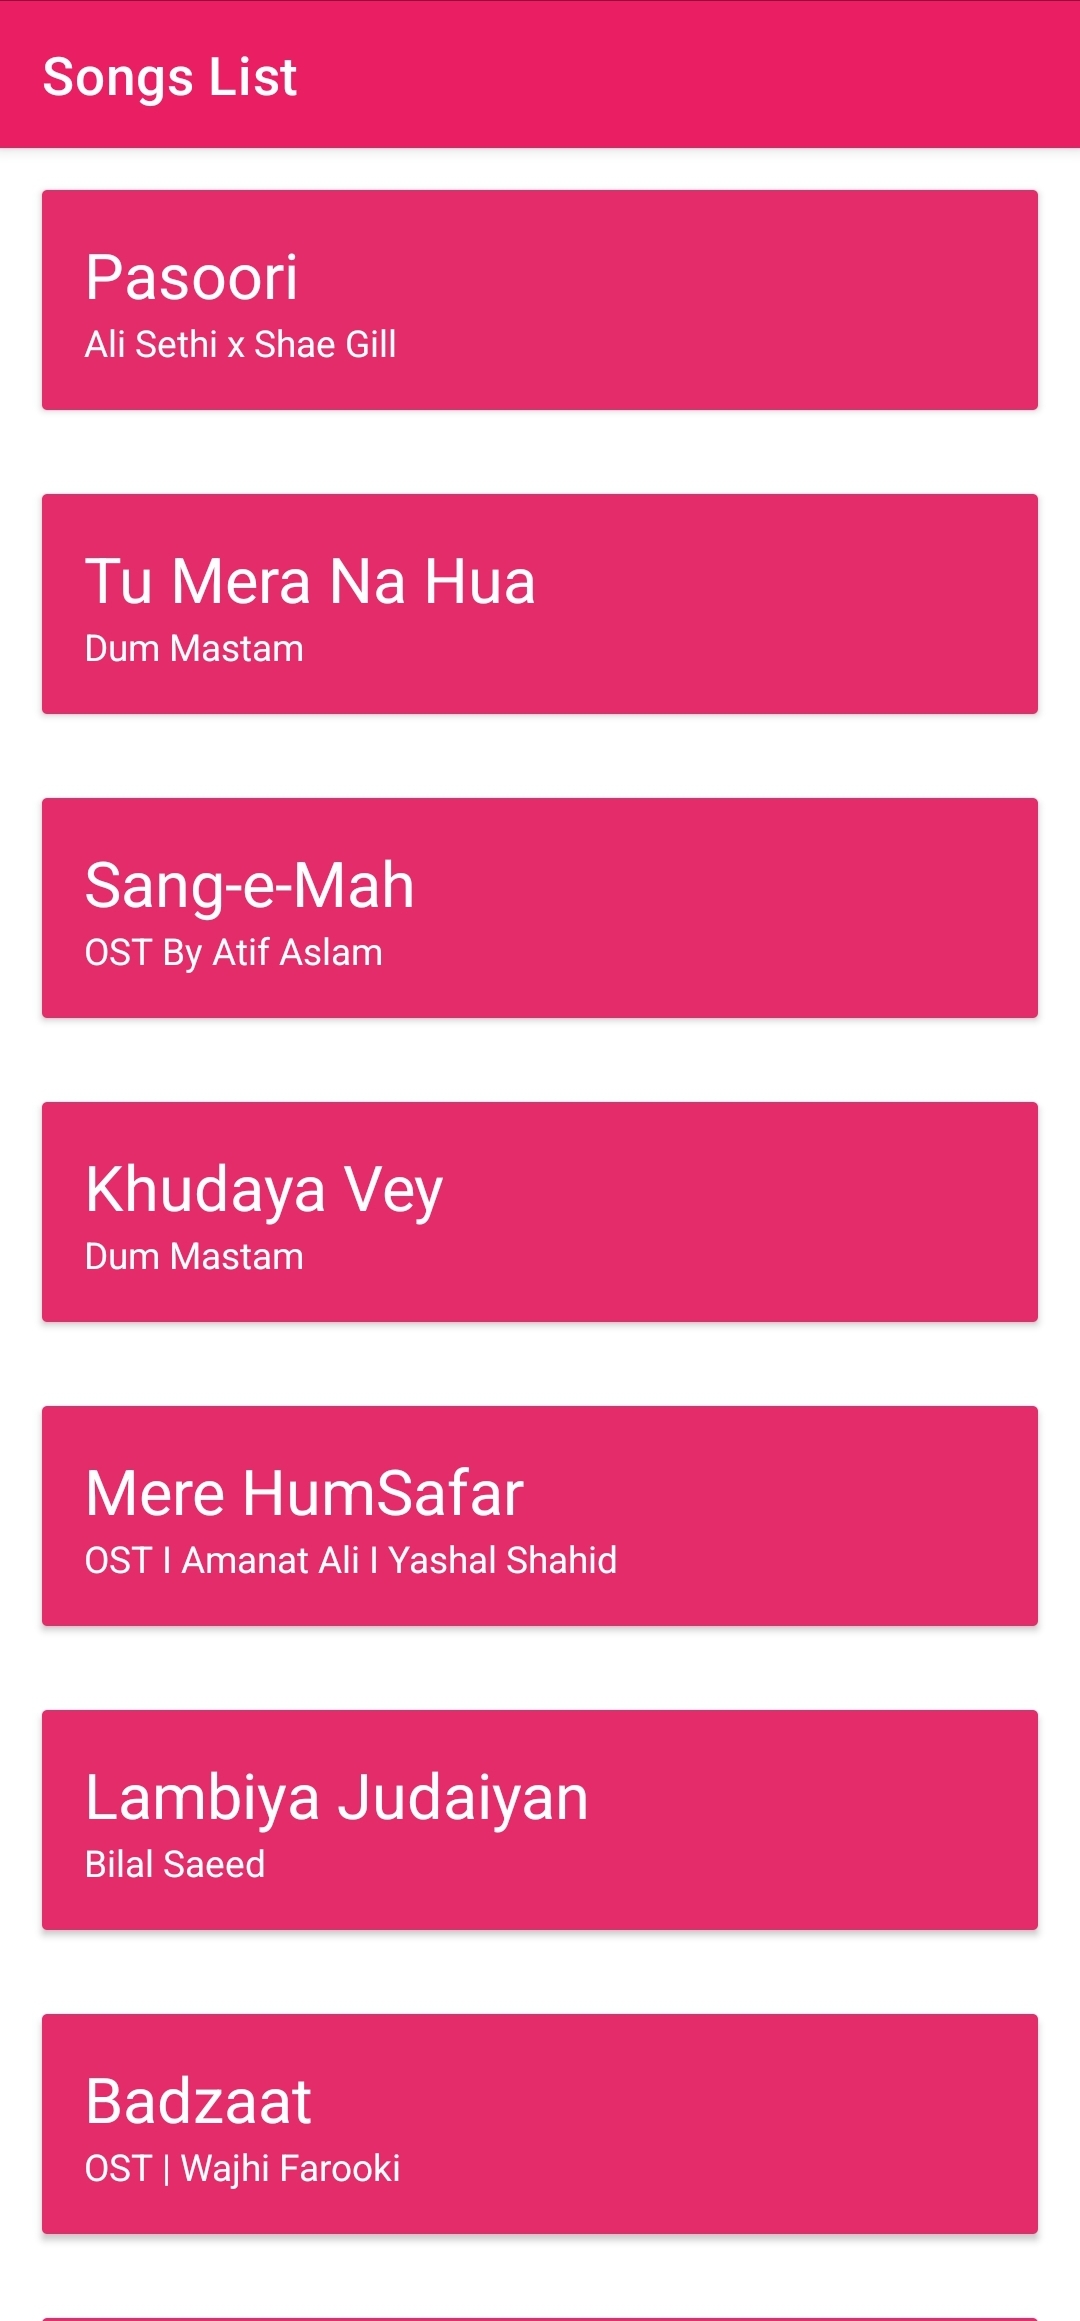 Songs List
Pasoori
Ali Sethi x Shae Gill
Tu Mera Na Hua
Dum Mastam
Sang-e-Mah
OST By Atif Aslam
Khudaya Vey
Dum Mastam
Mere HumSafar
OST I Amanat Ali I Yashal Shahid
Lambiya Judaiyan
Bilal Saeed
Badzaat
OST | Wajhi Farooki